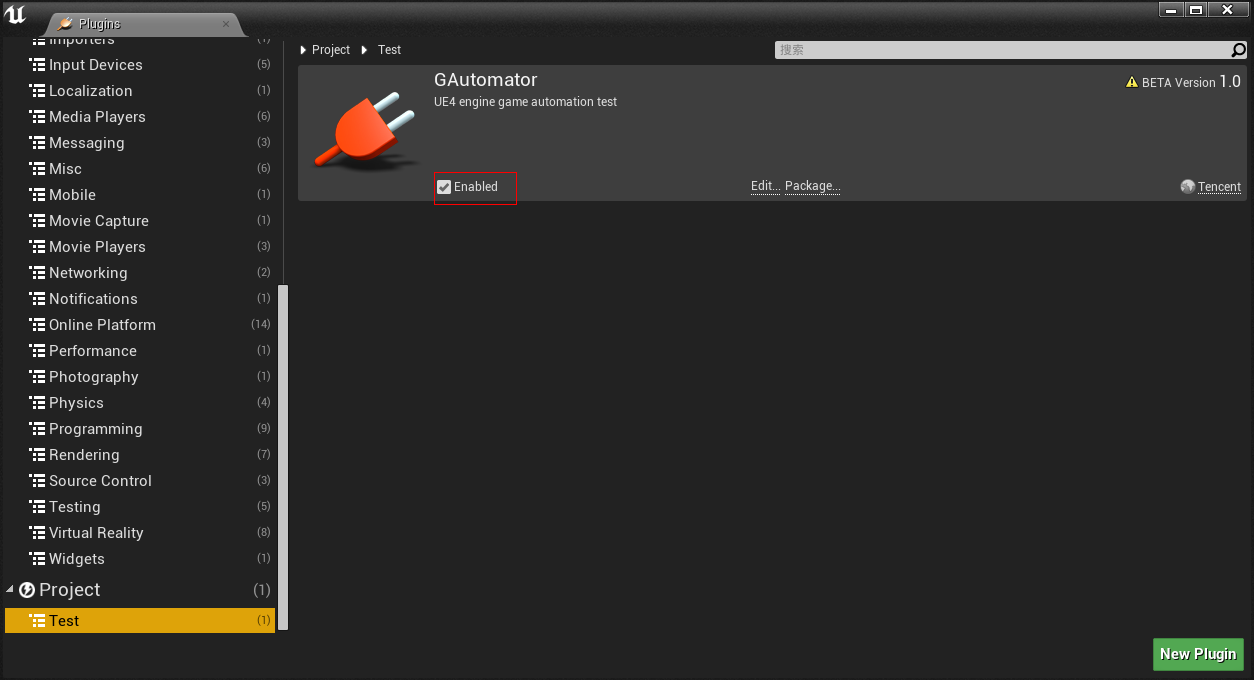 Plugins
Importers (1)
Input Devices (5)
Localization (1)
Media Players (6)
Messaging (3)
Misc (6)
Mobile (1)
Movie Capture (1)
Movie Players (3)
Networking (2)
Notifications (1)
Online Platform (14)
Performance (1)
Photography (1)
Physics (4)
Programming (9)
Rendering (7)
Source Control (3)
Testing (5)
Virtual Reality (8)
Widgets (1)
Project (1)
Test (1)
Project Test
搜索
GAutomator
BETA Version 1.0
UE4 engine game automation test
Enabled
Edit... Package...
Tencent
New Plugin